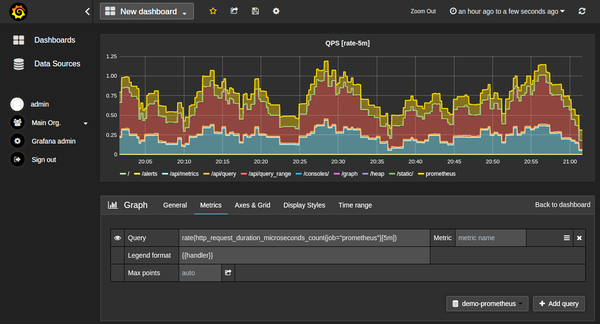 New dashboard
Zoom Out
an hour ago to a few seconds ago
Dashboards
Data Sources
admin
Main Org.
Grafana admin
Sign out
QPS [rate-5m]
1.25
1.00
0.75
0.50
0.25
0
20:05
20:10
20:15
20:20
20:25
20:30
20:35
20:40
20:45
20:50
20:55
21:00
/ /alerts /api/metrics /api/query /api/query_range /consoles/ /graph /heap /static/ prometheus
Graph General Metrics Axes & Grid Display Styles Time range Back to dashboard
Query rate(http_request_duration_microseconds_count{job="prometheus"}[5m]) Metric metric name
Legend format {{handler}}
Max points auto
demo-prometheus + Add query